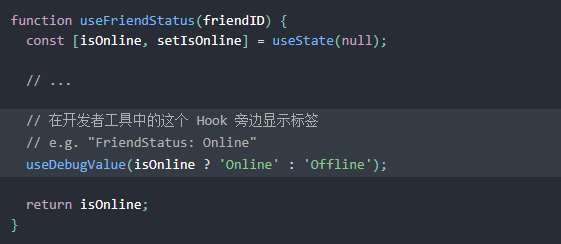 function useFriendStatus(friendID) {
  const [isOnline, setIsOnline] = useState(null);
  // ...
  // 在开发者工具中的这个 Hook 旁边显示标签
  // e.g. "FriendStatus: Online"
  useDebugValue(isOnline ? 'Online' : 'Offline');
  return isOnline;
}